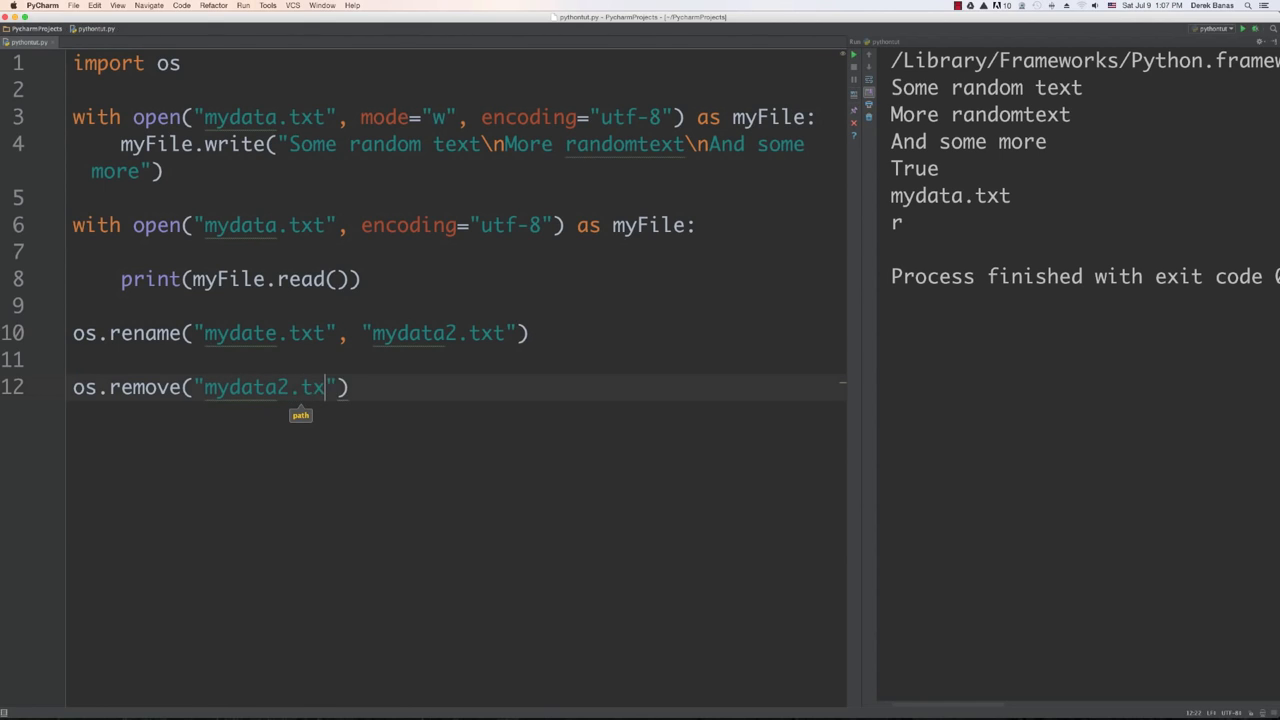 PyCharm File Edit View Navigate Code Refactor Run Tools VCS Window Help
10 Sat Jul 9 1:07 PM Derek Banas
pythontut.py - PycharmProjects - [~/PycharmProjects]
PycharmProjects pythontut.py pythontut
pythontut.py
Run: pythontut
1 import os
2
3 with open("mydata.txt", mode="w", encoding="utf-8") as myFile:
4 myFile.write("Some random text\nMore randomtext\nAnd some
more")
5
6 with open("mydata.txt", encoding="utf-8") as myFile:
7
8 print(myFile.read())
9
10 os.rename("mydate.txt", "mydata2.txt")
11
12 os.remove("mydata2.tx")
path
/Library/Frameworks/Python.framew
Some random text
More randomtext
And some more
True
mydata.txt
r
Process finished with exit code 0
12:22 LF÷ UTF-8÷